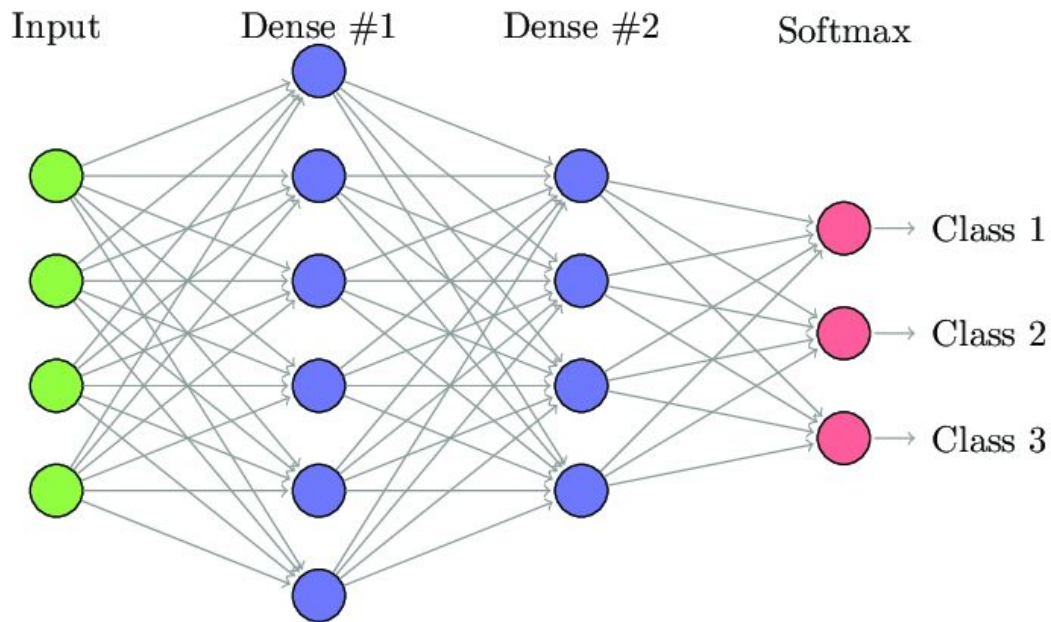 Input
Dense #1
Dense #2
Softmax
Class 1
Class 2
Class 3